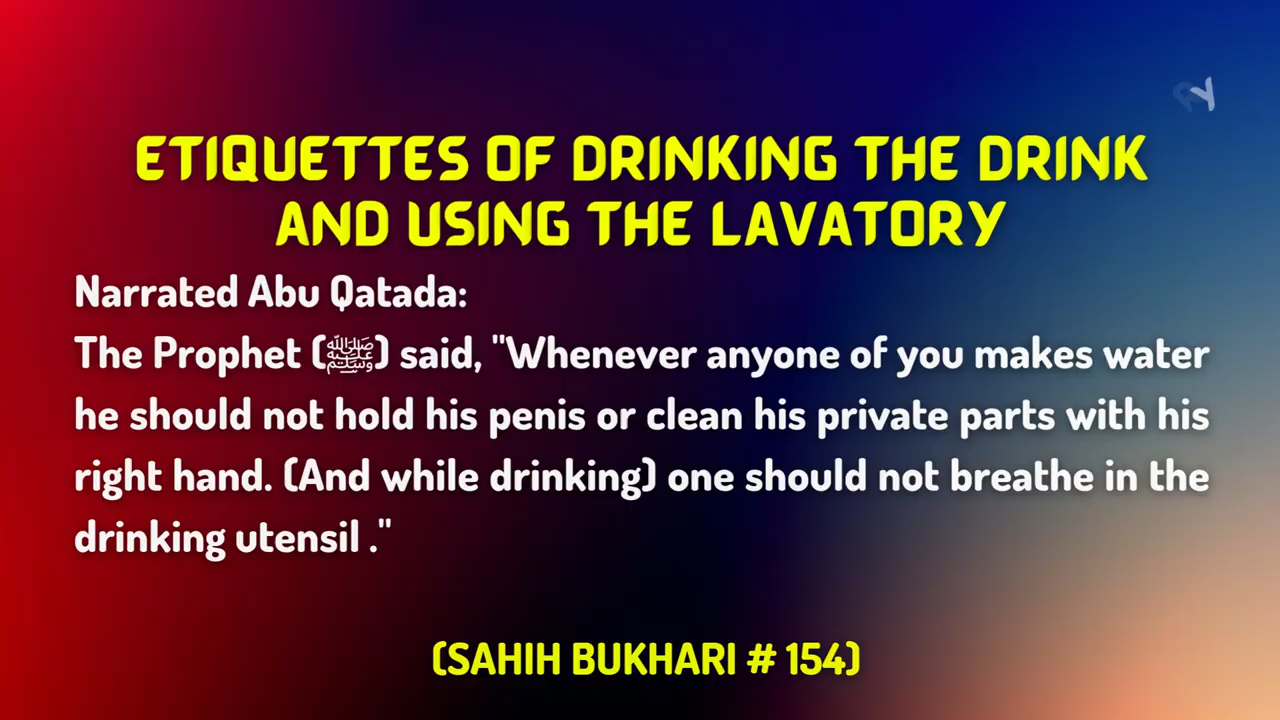 ETIQUETTES OF DRINKING THE DRINK
AND USING THE LAVATORY
Narrated Abu Qatada:
The Prophet (ﷺ) said, "Whenever anyone of you makes water
he should not hold his penis or clean his private parts with his
right hand. (And while drinking) one should not breathe in the
drinking utensil ."
(SAHIH BUKHARI # 154)